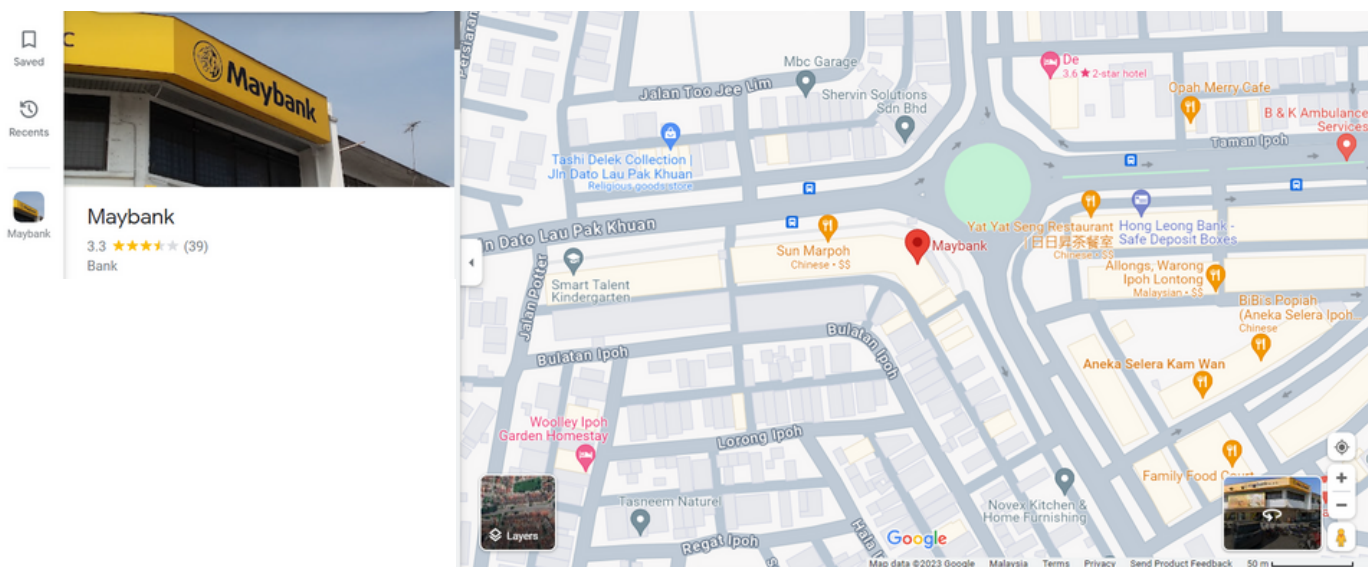 Saved
Recents
Maybank
C
Maybank
Maybank
3.3 ★★★★★ (39)
Bank
Persiaran
Jalan Too Jee Lim
Mbc Garage
Shervin Solutions
Sdn Bhd
De
3.6 ★ 2-star hotel
Opah Merry Cafe
B & K Ambulance
Services
Taman Ipoh
Tashi Delek Collection |
Jln Dato Lau Pak Khuan
Religious goods store
n Dato Lau Pak Khuan
Sun Marpoh
Chinese • $$
Maybank
Yat Yat Seng Restaurant
日日昇茶餐室
Chinese • $$
Hong Leong Bank -
Safe Deposit Boxes
Allongs, Warong
Ipoh Lontong
Malaysian • $$
BiBi's Popiah
(Aneka Selera Ipoh...
Chinese
Smart Talent
Kindergarten
Jalan Potter
Bulatan Ipoh
Bulatan Ipoh
Aneka Selera Kam Wan
Woolley Ipoh
Garden Homestay
Lorong Ipoh
Family Food Court
Tasneem Naturel
Novex Kitchen &
Home Furnishing
Layers
Regat Ipoh
Hala I
Google
Map data ©2023 Google
Malaysia
Terms
Privacy
Send Product Feedback
50 m